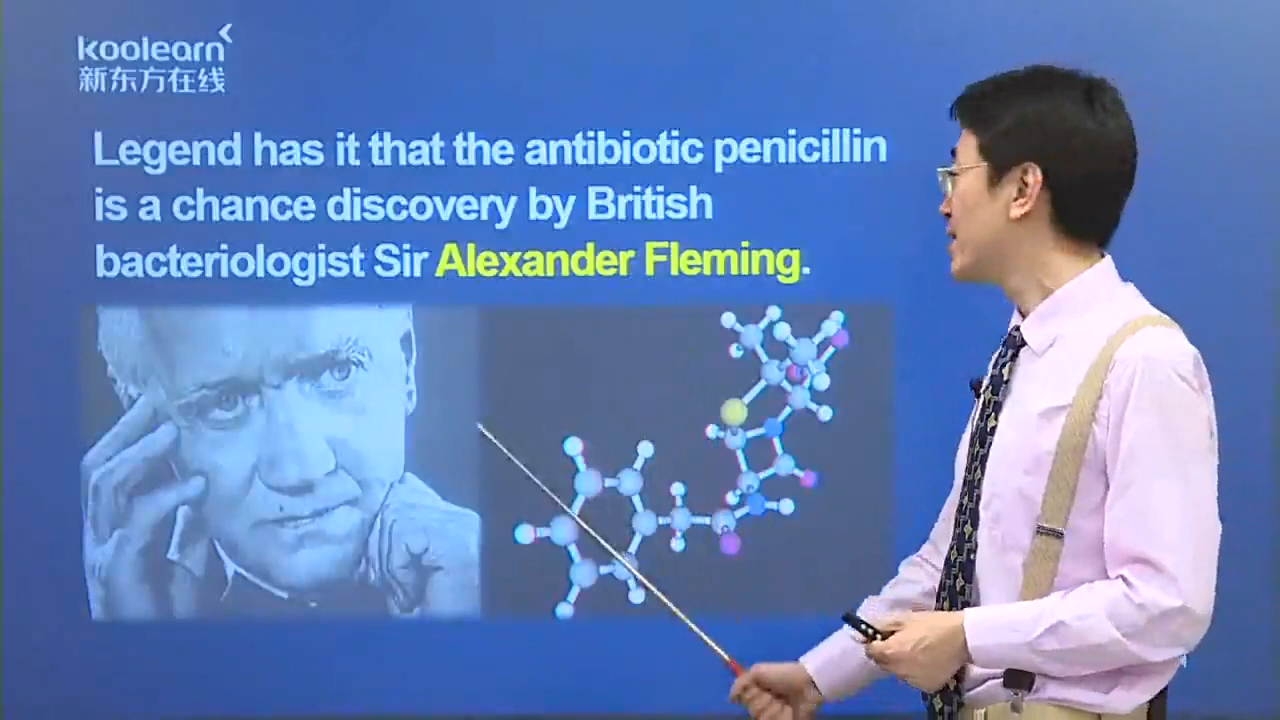 koolearn
新东方在线
Legend has it that the antibiotic penicillin
is a chance discovery by British
bacteriologist Sir Alexander Fleming.